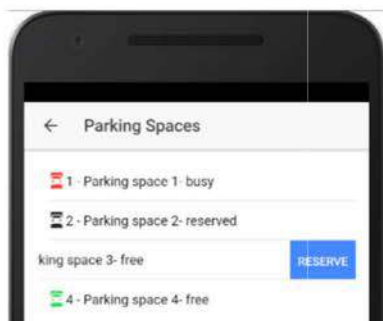 Parking Spaces
1 - Parking space 1- busy
2 - Parking space 2- reserved
king space 3- free RESERVE
4 - Parking space 4- free